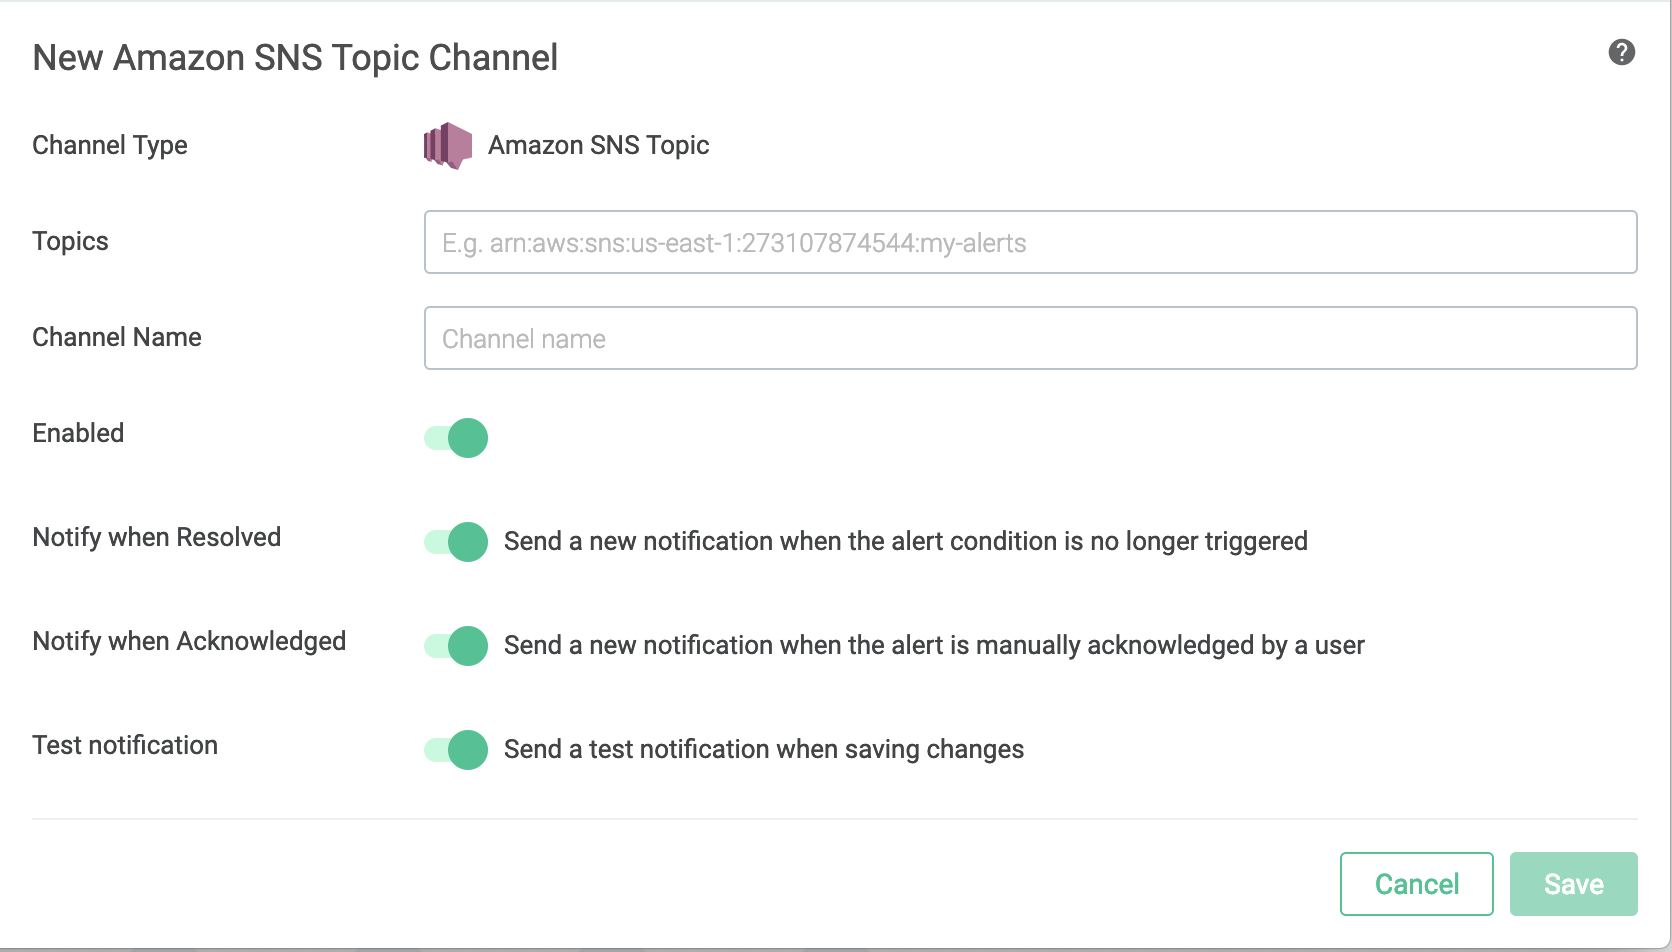 New Amazon SNS Topic Channel
?
Channel Type
Amazon SNS Topic
Topics
E.g. arn:aws:sns:us-east-1:273107874544:my-alerts
Channel Name
Channel name
Enabled
Notify when Resolved
Send a new notification when the alert condition is no longer triggered
Notify when Acknowledged
Send a new notification when the alert is manually acknowledged by a user
Test notification
Send a test notification when saving changes
Cancel
Save